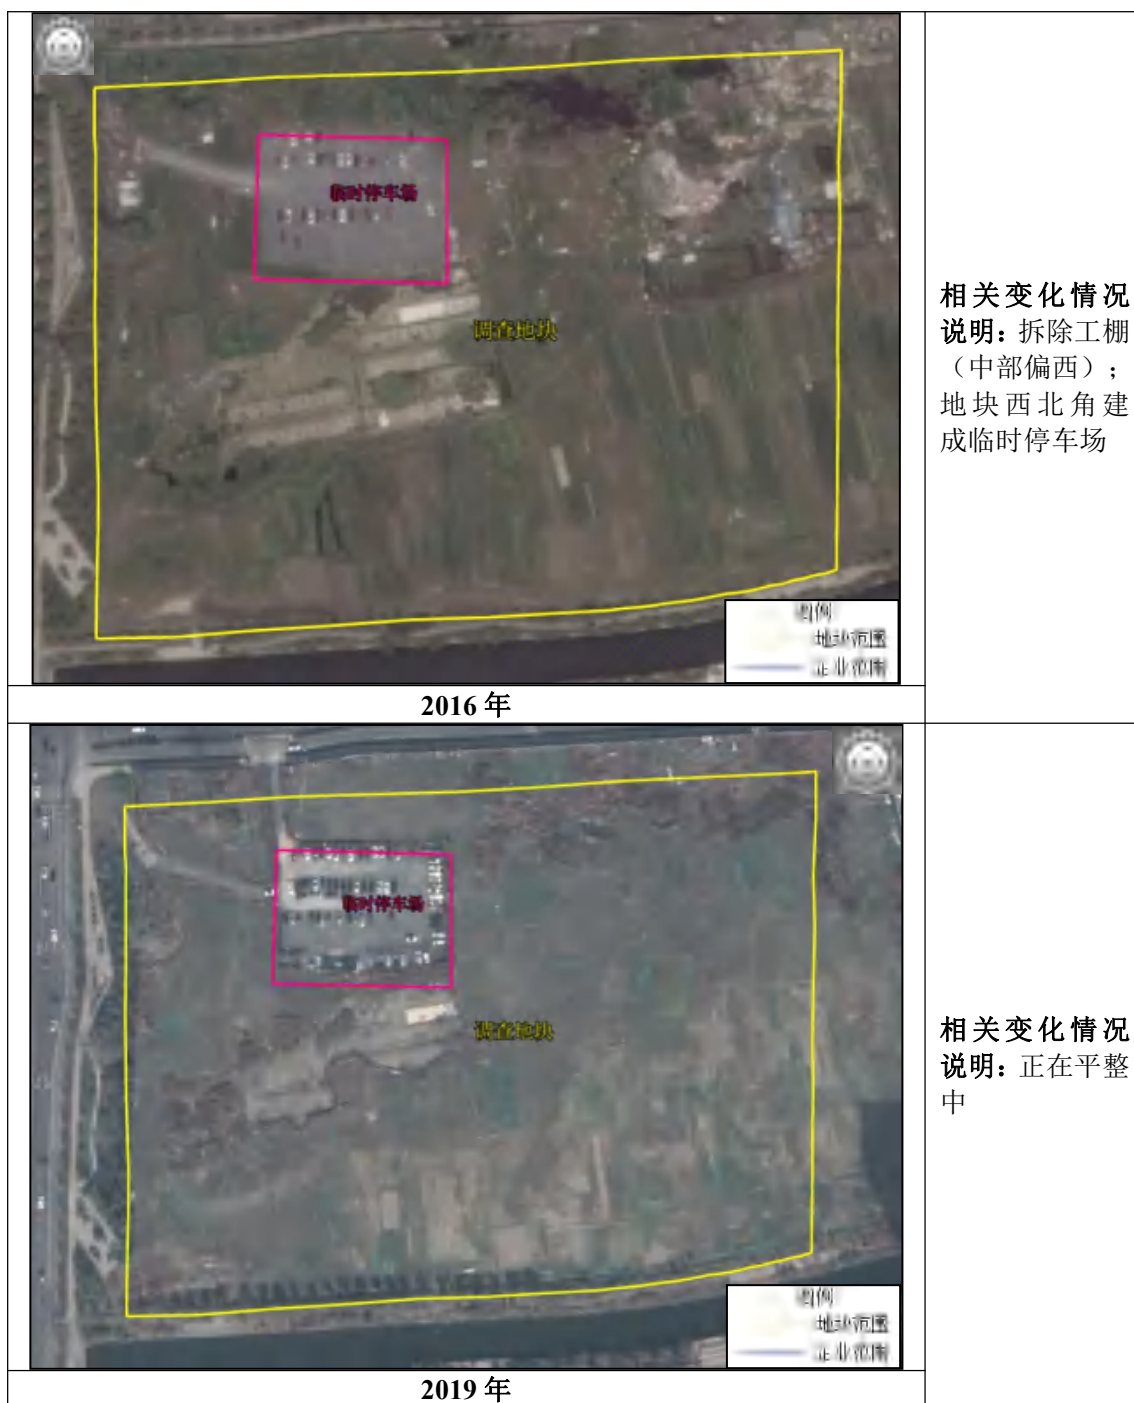 临时停车场
调查地块
图例
地块范围
企业范围
2016 年
相关变化情况
说明：拆除工棚
（中部偏西）；
地块西北角建
成临时停车场
临时停车场
调查地块
图例
地块范围
企业范围
2019 年
相关变化情况
说明：正在平整
中